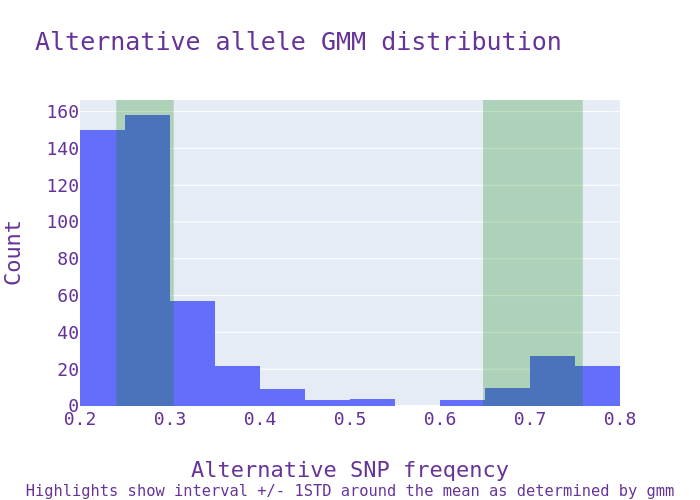 Alternative allele GMM distribution
160
140
120
100
80
60
40
20
0
Count
0.2 0.3 0.4 0.5 0.6 0.7 0.8
Alternative SNP freqency
Highlights show interval +/- 1STD around the mean as determined by gmm